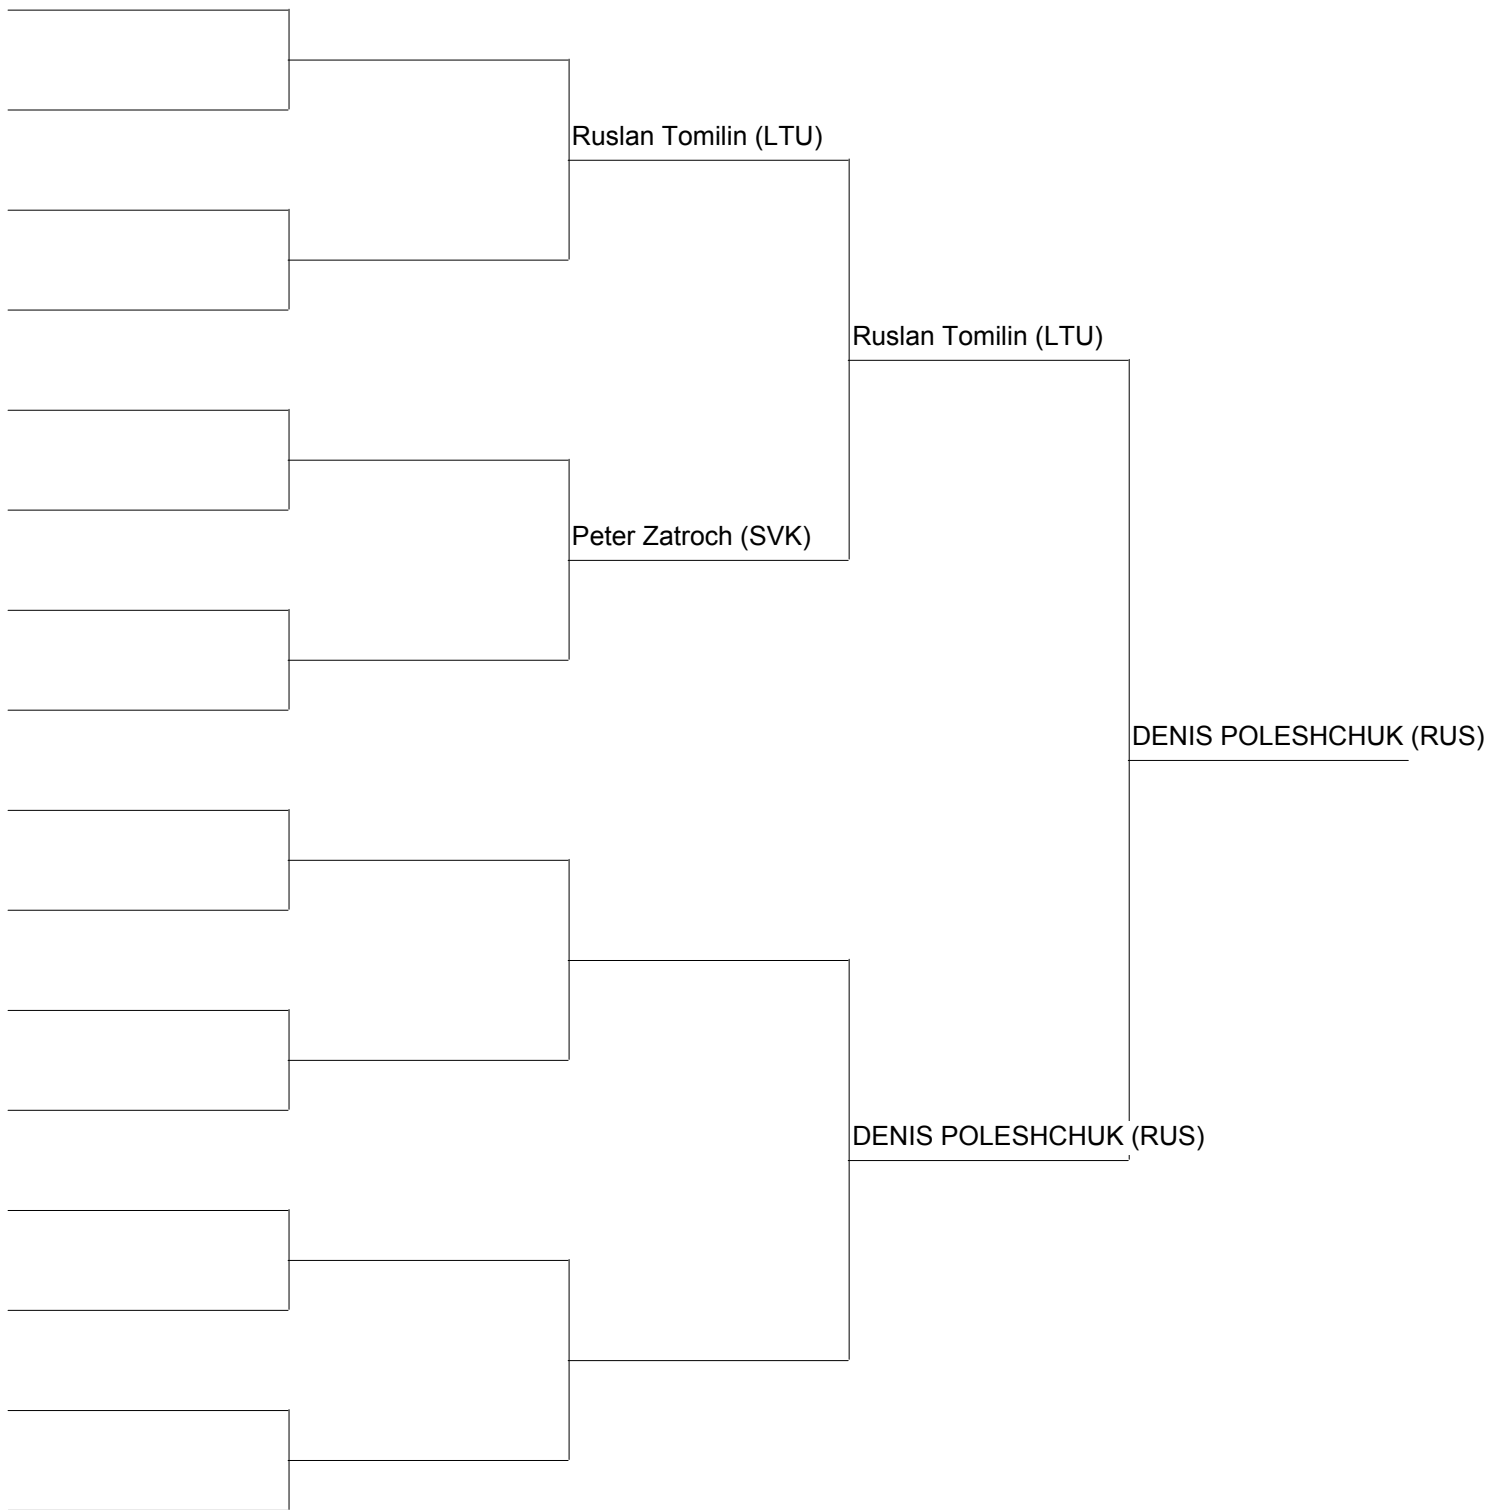 Ruslan Tomilin (LTU)
Ruslan Tomilin (LTU)
Peter Zatroch (SVK)
DENIS POLESHCHUK (RUS)
DENIS POLESHCHUK (RUS)